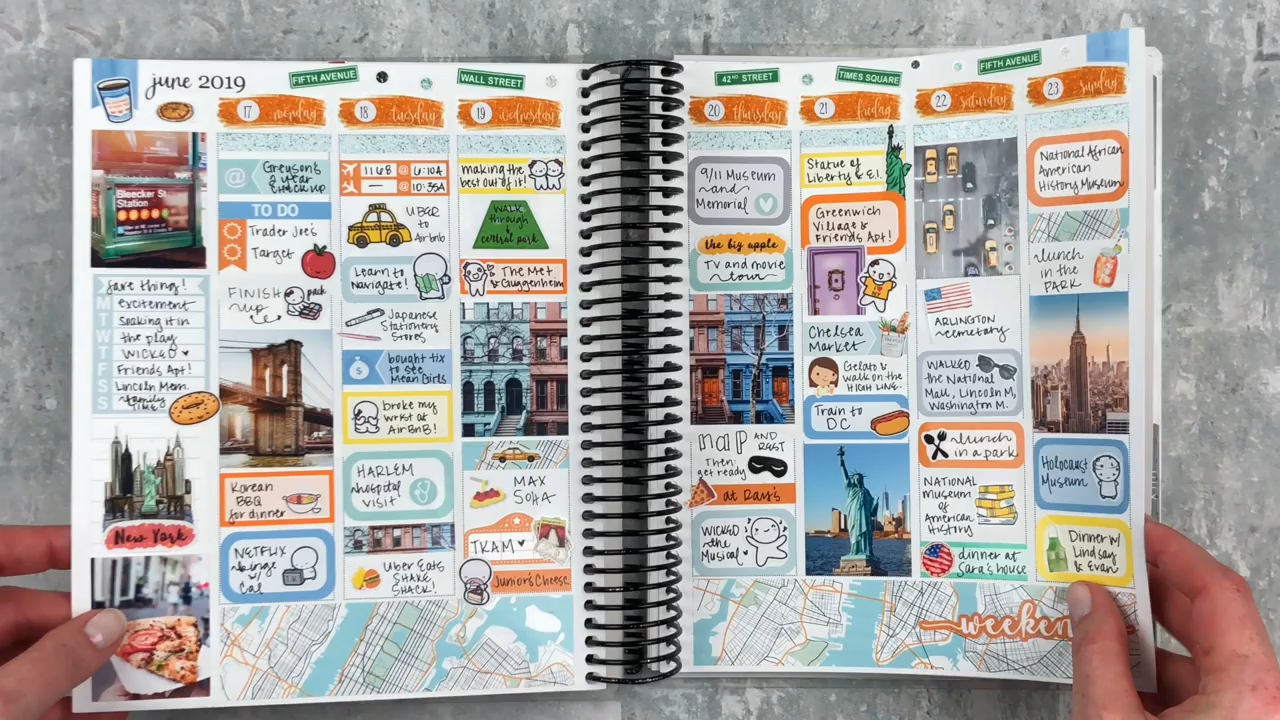 june 2019
FIFTH AVENUE
WALL STREET
42ND STREET
TIMES SQUARE
FIFTH AVENUE
Bleecker St
Station
fave thing!
M
T
W
T
F
S
S
excitement
soaking it in
the play
WICKED
Friends Apt!
Lincoln Mem.
family
TIME
New York
17 monday
@
Greyson's
2 year
check up
TO DO
Trader Joe's
Target
FINISH
up
pack
Korean
BBQ
for dinner
NETFLIX
binge
w/
Cal
18 tuesday
1168 @ 6:10A
— @ 10:35A
UBER
to
Airbnb
Learn to
Navigate!
Japanese
Stationery
Stores
$
bought tix
to see
Mean Girls
broke my
wrist at
AirBNB!
HARLEM
hospital
VISIT
Uber Eats
SHAKE
SHACK!
19 wednesday
making the
best out of it!
WALK
through
central park
The Met
& Guggenheim
MAX
SOHA
TKAM
Junior's Cheese.
20 thursday
9/11 Museum
and
Memorial
the big apple
TV and movie
town
nap AND
REST
Then:
get ready
at Ray's
WICKED
the
Musical
21 friday
Statue of
Liberty & E.I.
Greenwich
Village &
Friends Apt!
NY
Chelsea
Market
Gelato &
walk on the
HIGH LINE.
Train to
DC
22 saturday
ARLINGTON
cemetary
WALKED
the National
Mall, Lincoln M,
Washington M.
lunch
in a park
NATIONAL
museum
of
American
History
dinner at
Sara's house
23 sunday
National African
American
History Museum
lunch
in the
PARK
Holocaust
Museum
Dinner w/
Lindsay
& Evan
weeken